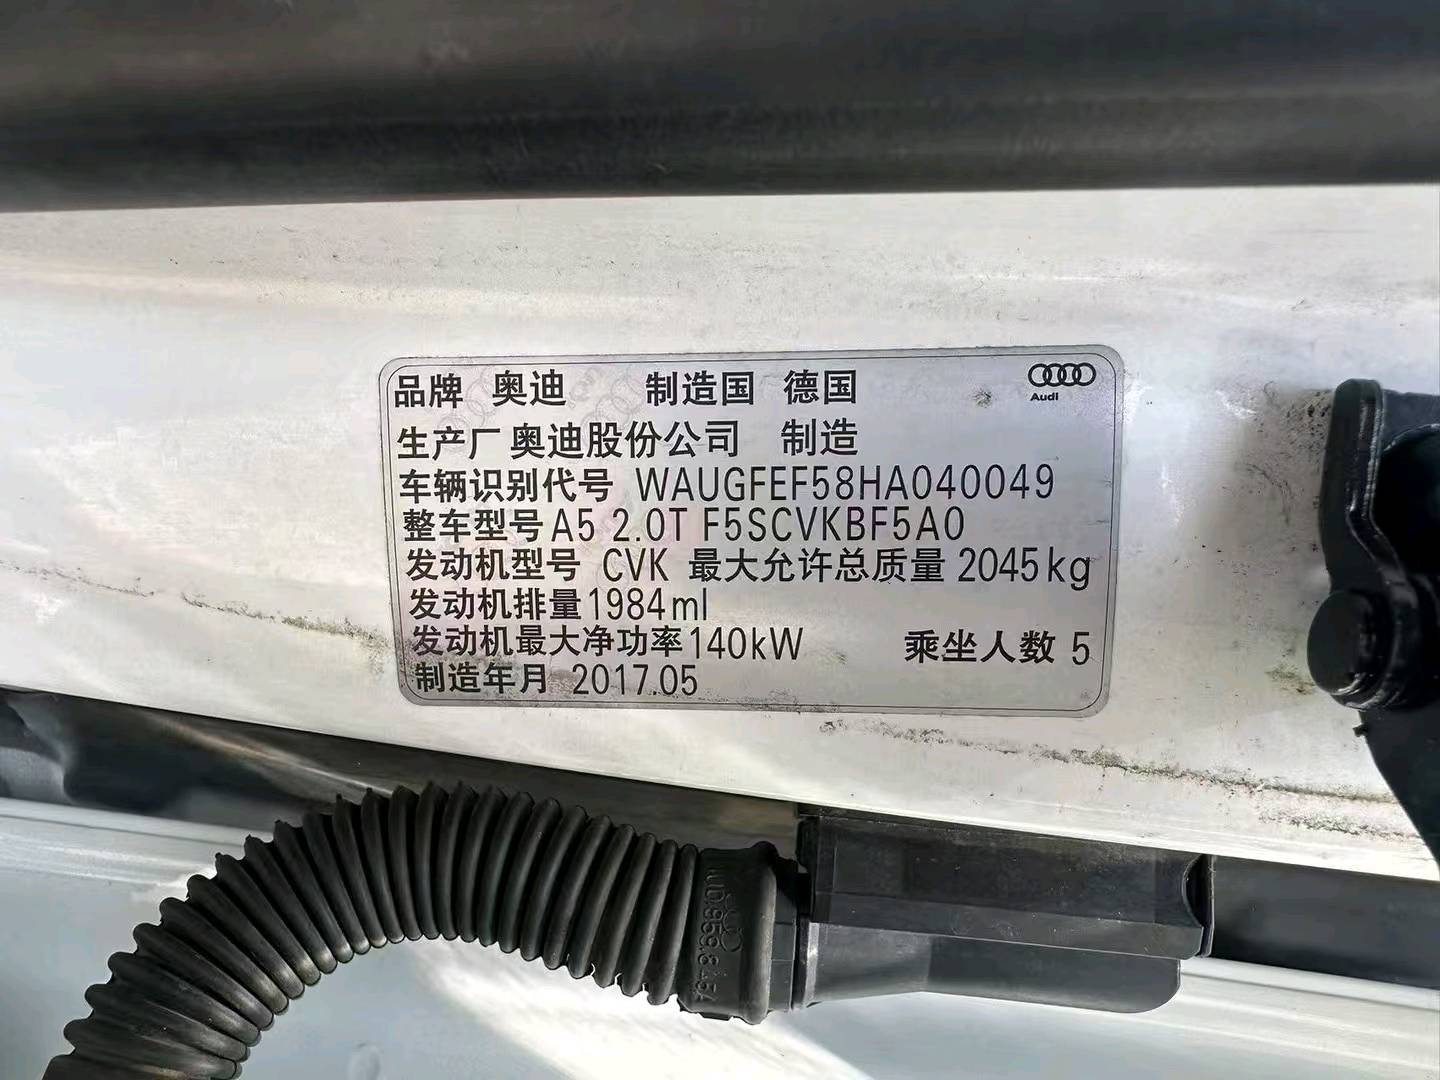 品牌 奥迪 制造国 德国
Audi
生产厂 奥迪股份公司 制造
车辆识别代号 WAUGFEF58HA040049
整车型号 A5 2.0T F5SCVKBF5A0
发动机型号 CVK 最大允许总质量 2045kg
发动机排量 1984ml
发动机最大净功率 140kW 乘坐人数 5
制造年月 2017.05